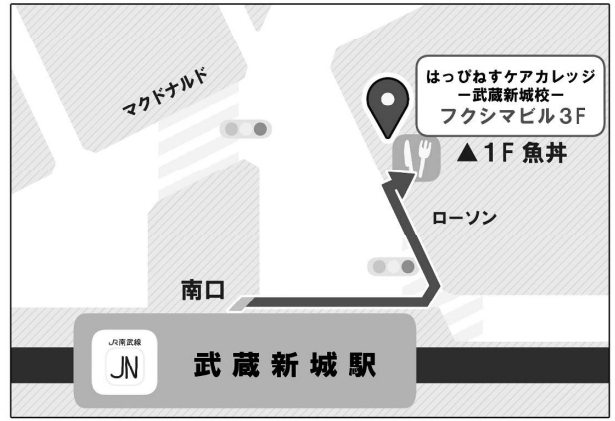 マクドナルド
はっぴねすケアカレッジ
ー武蔵新城校ー
フクシマビル3F
▲1F 魚丼
ローソン
南口
JR南武線
JN
武蔵新城駅